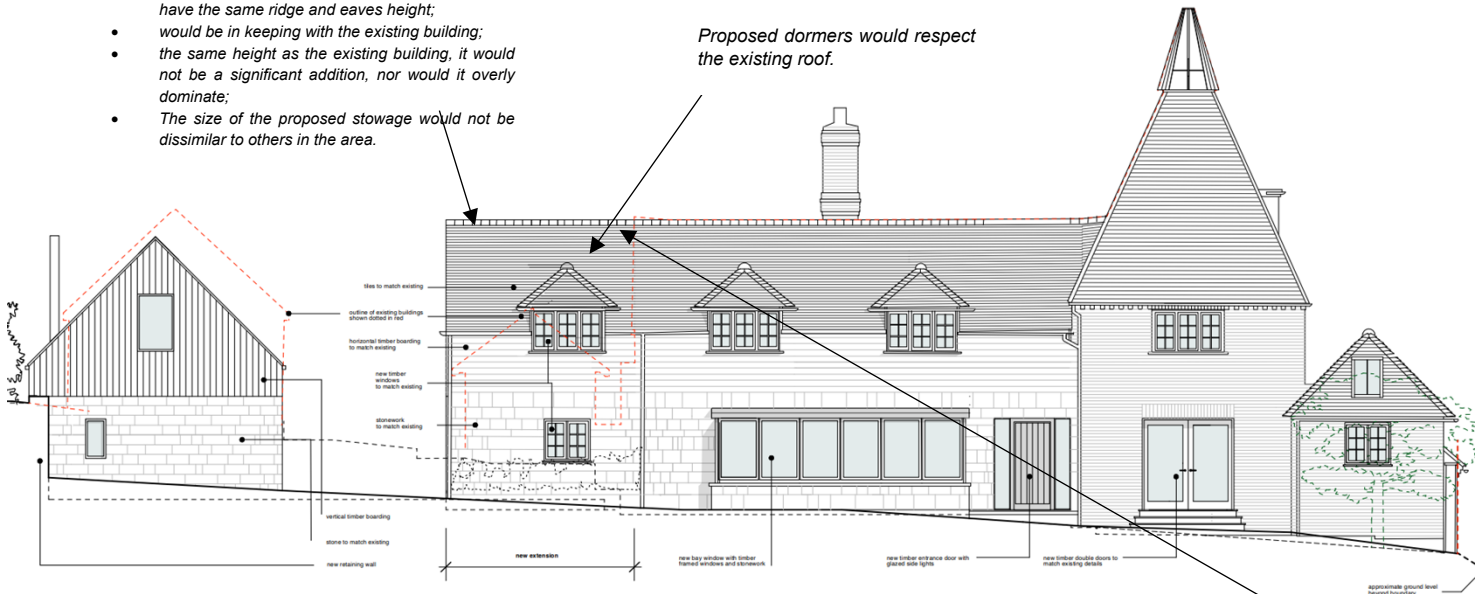 have the same ridge and eaves height;
• would be in keeping with the existing building;
• the same height as the existing building, it would
not be a significant addition, nor would it overly
dominate;
• The size of the proposed stowage would not be
dissimilar to others in the area.
Proposed dormers would respect
the existing roof.
tiles to match existing
outline of existing buildings
shown dotted in red
horizontal timber boarding
to match existing
new timber
windows
to match existing
stonework
to match existing
vertical timber boarding
stone to match existing
new retaining wall
new extension
new bay window with timber
framed windows and stonework
new timber entrance door with
glazed side lights
new timber double doors to
match existing details
approximate ground level
beyond boundary